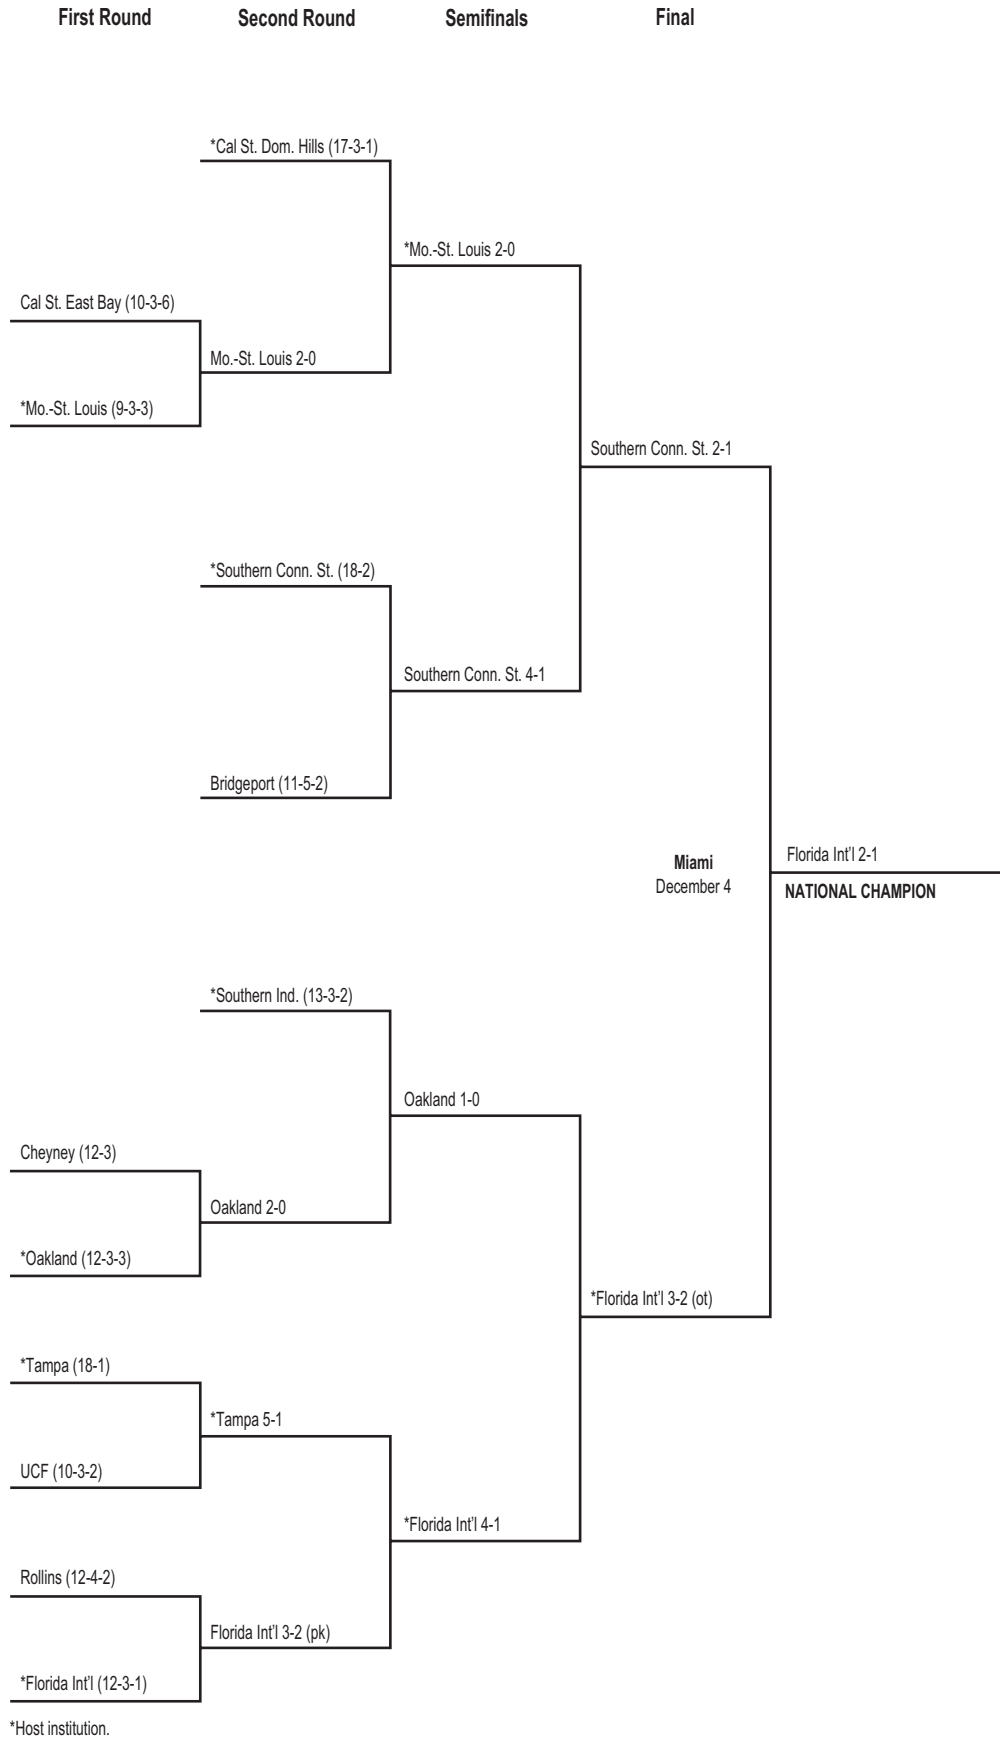 First Round Second Round Semifinals Final
*Cal St. Dom. Hills (17-3-1)
*Mo.-St. Louis 2-0
Cal St. East Bay (10-3-6)
Mo.-St. Louis 2-0
*Mo.-St. Louis (9-3-3)
Southern Conn. St. 2-1
*Southern Conn. St. (18-2)
Southern Conn. St. 4-1
Bridgeport (11-5-2)
Miami
December 4
Florida Int'l 2-1
NATIONAL CHAMPION
*Southern Ind. (13-3-2)
Oakland 1-0
Cheyney (12-3)
Oakland 2-0
*Oakland (12-3-3)
*Florida Int'l 3-2 (ot)
*Tampa (18-1)
*Tampa 5-1
UCF (10-3-2)
*Florida Int'l 4-1
Rollins (12-4-2)
Florida Int'l 3-2 (pk)
*Florida Int'l (12-3-1)
*Host institution.